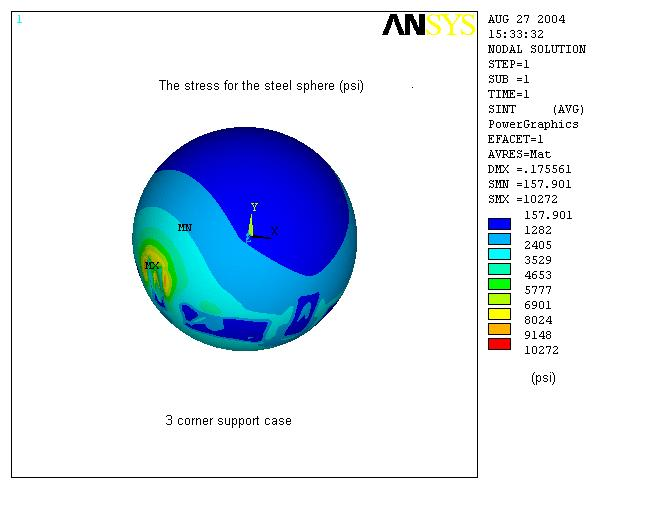 1
ANSYS
The stress for the steel sphere (psi)
Y
MN
X
Z
MX
3 corner support case
AUG 27 2004
15:33:32
NODAL SOLUTION
STEP=1
SUB =1
TIME=1
SINT (AVG)
PowerGraphics
EFACET=1
AVRES=Mat
DMX =.175561
SMN =157.901
SMX =10272
157.901
1282
2405
3529
4653
5777
6901
8024
9148
10272
(psi)